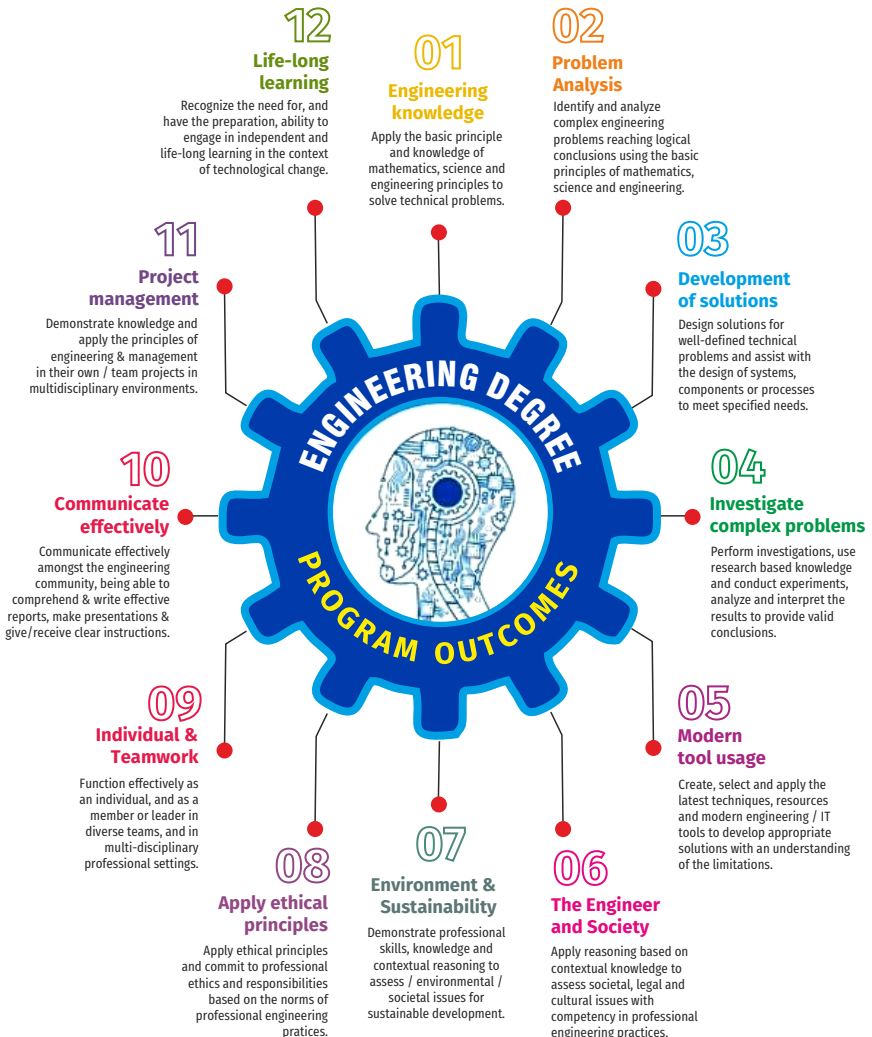 ENGINEERING DEGREE
PROGRAM OUTCOMES
01
Engineering
knowledge
Apply the basic principle
and knowledge of
mathematics, science and
engineering principles to
solve technical problems.
02
Problem
Analysis
Identify and analyze
complex engineering
problems reaching logical
conclusions using the basic
principles of mathematics,
science and engineering.
03
Development
of solutions
Design solutions for
well-defined technical
problems and assist with
the design of systems,
components or processes
to meet specified needs.
04
Investigate
complex problems
Perform investigations, use
research based knowledge
and conduct experiments,
analyze and interpret the
results to provide valid
conclusions.
05
Modern
tool usage
Create, select and apply the
latest techniques, resources
and modern engineering / IT
tools to develop appropriate
solutions with an understanding
of the limitations.
06
The Engineer
and Society
Apply reasoning based on
contextual knowledge to
assess societal, legal and
cultural issues with
competency in professional
engineering practices.
07
Environment &
Sustainability
Demonstrate professional
skills, knowledge and
contextual reasoning to
assess / environmental /
societal issues for
sustainable development.
08
Apply ethical
principles
Apply ethical principles
and commit to professional
ethics and responsibilities
based on the norms of
professional engineering
pratices.
09
Individual &
Teamwork
Function effectively as
an individual, and as a
member or leader in
diverse teams, and in
multi-disciplinary
professional settings.
10
Communicate
effectively
Communicate effectively
amongst the engineering
community, being able to
comprehend & write effective
reports, make presentations &
give/receive clear instructions.
11
Project
management
Demonstrate knowledge and
apply the principles of
engineering & management
in their own / team projects in
multidisciplinary environments.
12
Life-long
learning
Recognize the need for, and
have the preparation, ability to
engage in independent and
life-long learning in the context
of technological change.